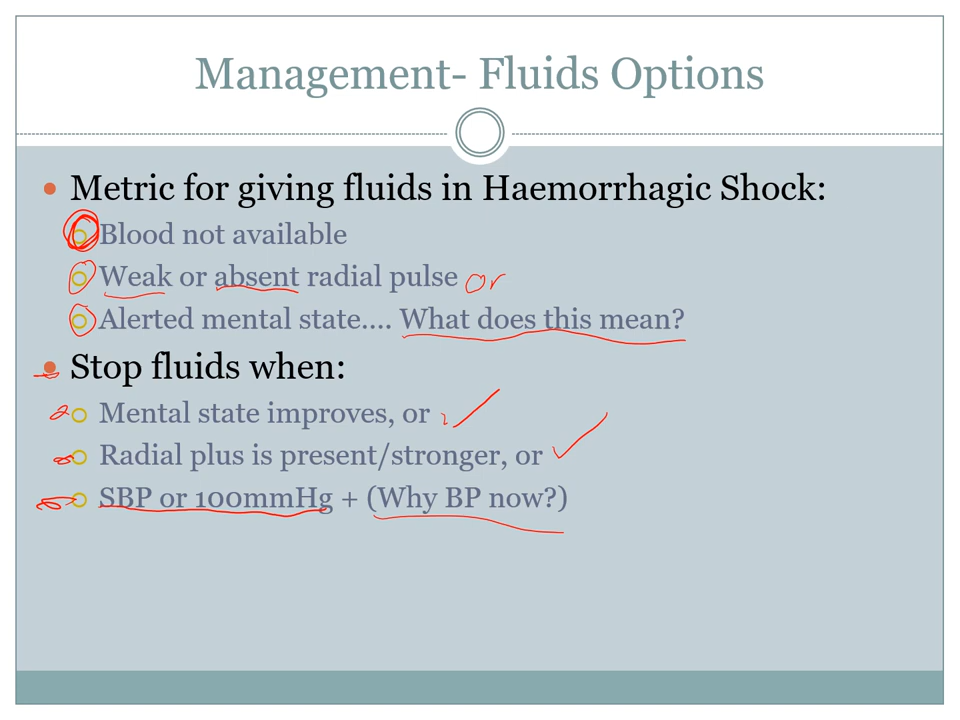 Management- Fluids Options
Metric for giving fluids in Haemorrhagic Shock:
Blood not available
Weak or absent radial pulse or
Alerted mental state.... What does this mean?
Stop fluids when:
Mental state improves, or
Radial plus is present/stronger, or
SBP or 100mmHg + (Why BP now?)